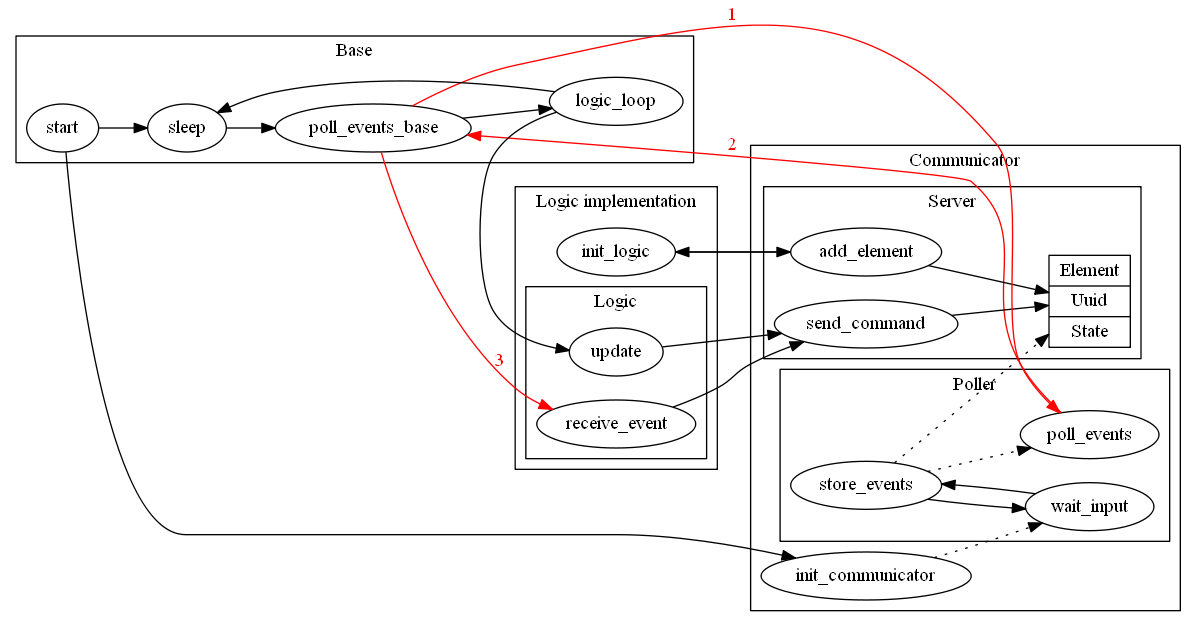 1
Base
logic_loop
start
sleep
poll_events_base
2
Communicator
Logic implementation
Server
init_logic
add_element
Element
Uuid
State
Logic
send_command
update
3
Poller
receive_event
poll_events
store_events
wait_input
init_communicator